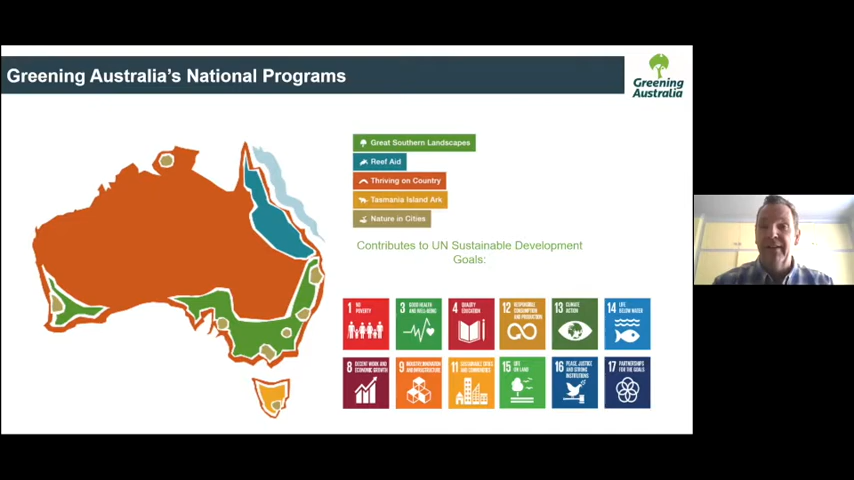 Greening Australia's National Programs
Greening
Australia
Great Southern Landscapes
Reef Aid
Thriving on Country
Tasmania Island Ark
Nature in Cities
Contributes to UN Sustainable Development
Goals:
1 NO
POVERTY
3 GOOD HEALTH
AND WELL-BEING
4 QUALITY
EDUCATION
12 RESPONSIBLE
CONSUMPTION
AND PRODUCTION
13 CLIMATE
ACTION
14 LIFE
BELOW WATER
8 DECENT WORK AND
ECONOMIC GROWTH
9 INDUSTRY, INNOVATION
AND INFRASTRUCTURE
11 SUSTAINABLE CITIES
AND COMMUNITIES
15 LIFE
ON LAND
16 PEACE, JUSTICE
AND STRONG
INSTITUTIONS
17 PARTNERSHIPS
FOR THE GOALS